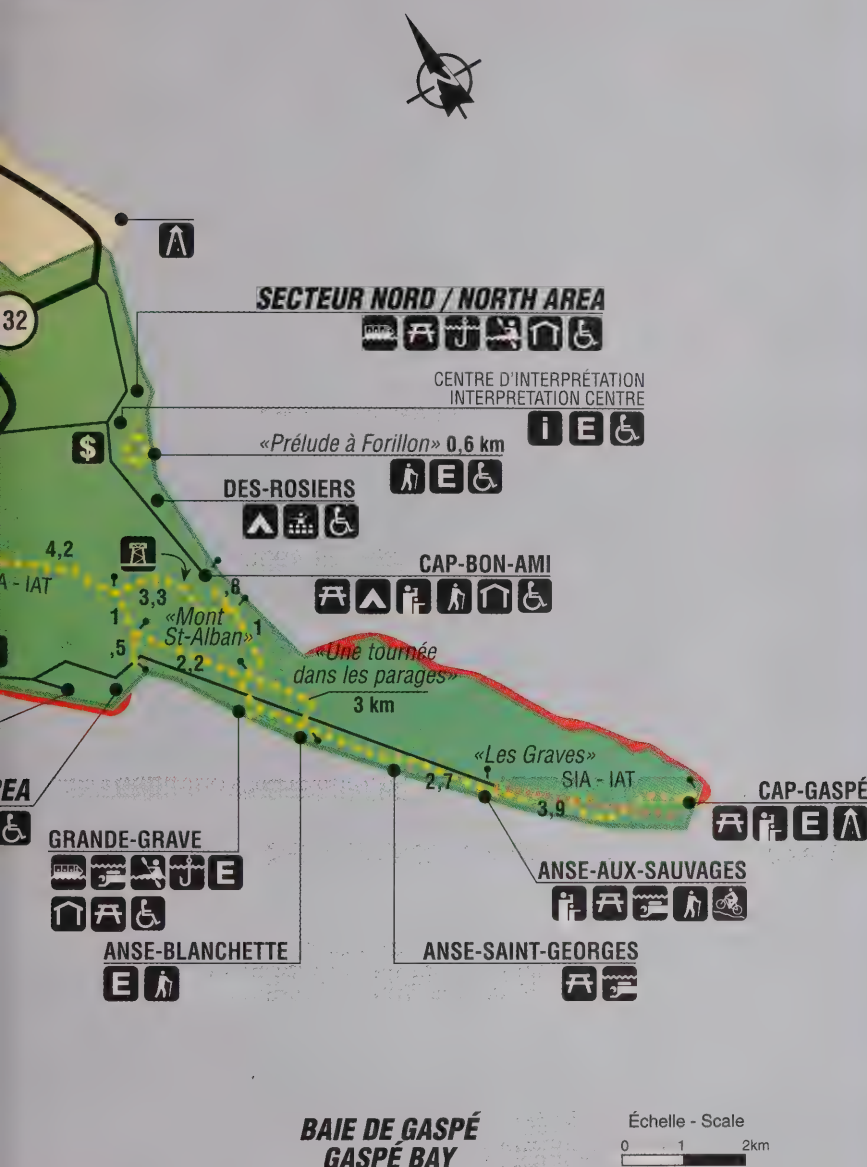 32
SECTEUR NORD / NORTH AREA
CENTRE D'INTERPRÉTATION
INTERPRETATION CENTRE
i E
$
«Prélude à Forillon» 0,6 km
E
DES-ROSIERS
4,2
A - IAT
CAP-BON-AMI
3,3
,8
1
«Mont
St-Alban»
1
,5
2,2
«Une tournée
dans les parages»
3 km
«Les Graves»
SIA - IAT
2,7
3,9
CAP-GASPÉ
E
EA
GRANDE-GRAVE
E
ANSE-AUX-SAUVAGES
ANSE-BLANCHETTE
E
ANSE-SAINT-GEORGES
BAIE DE GASPÉ
GASPÉ BAY
Échelle - Scale
0 1 2km